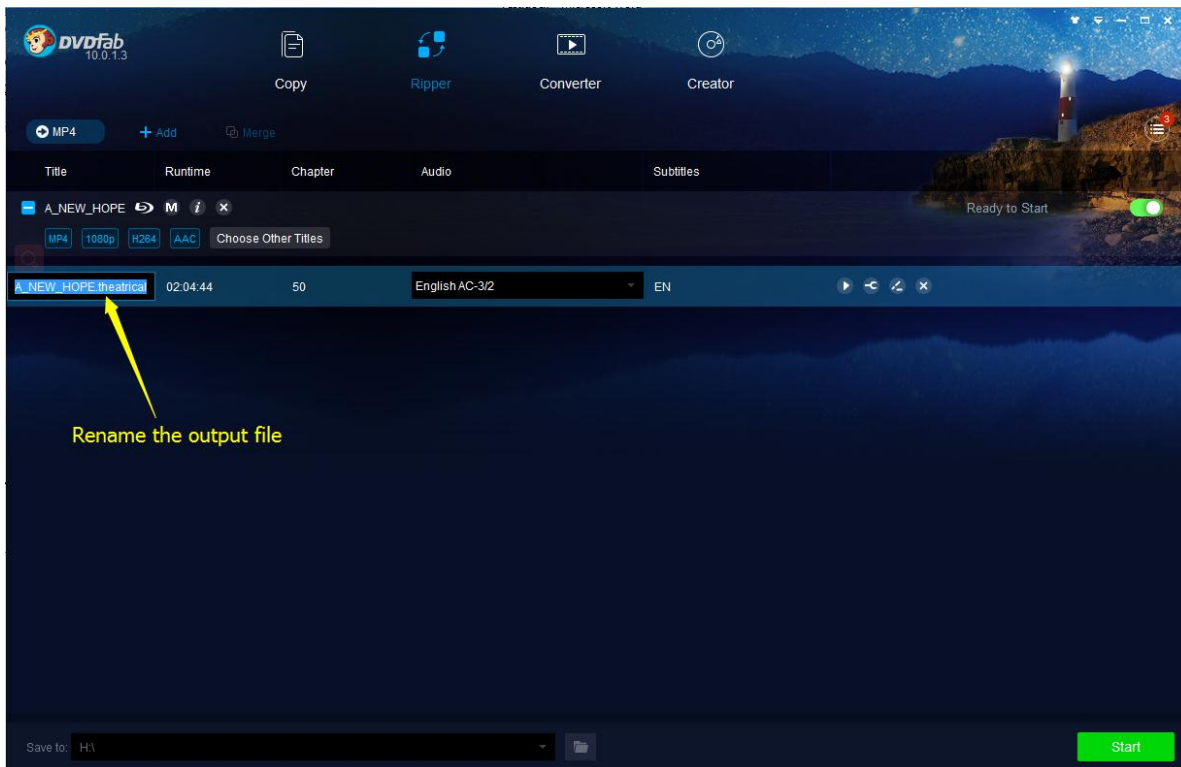 DVDFab
10.0.1.3
Copy
Ripper
Converter
Creator
MP4
+ Add
Merge
3
Title
Runtime
Chapter
Audio
Subtitles
A_NEW_HOPE
M
i
Ready to Start
MP4
1080p
H264
AAC
Choose Other Titles
A_NEW_HOPE.theatrical
02:04:44
50
English AC-3/2
EN
Rename the output file
Save to:
H:\
Start